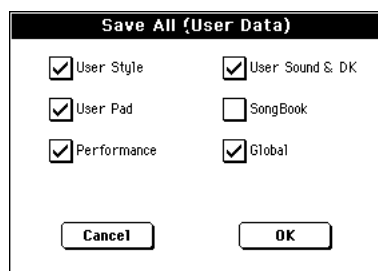 Save All (User Data)
User Style User Sound & DK
User Pad SongBook
Performance Global
Cancel OK